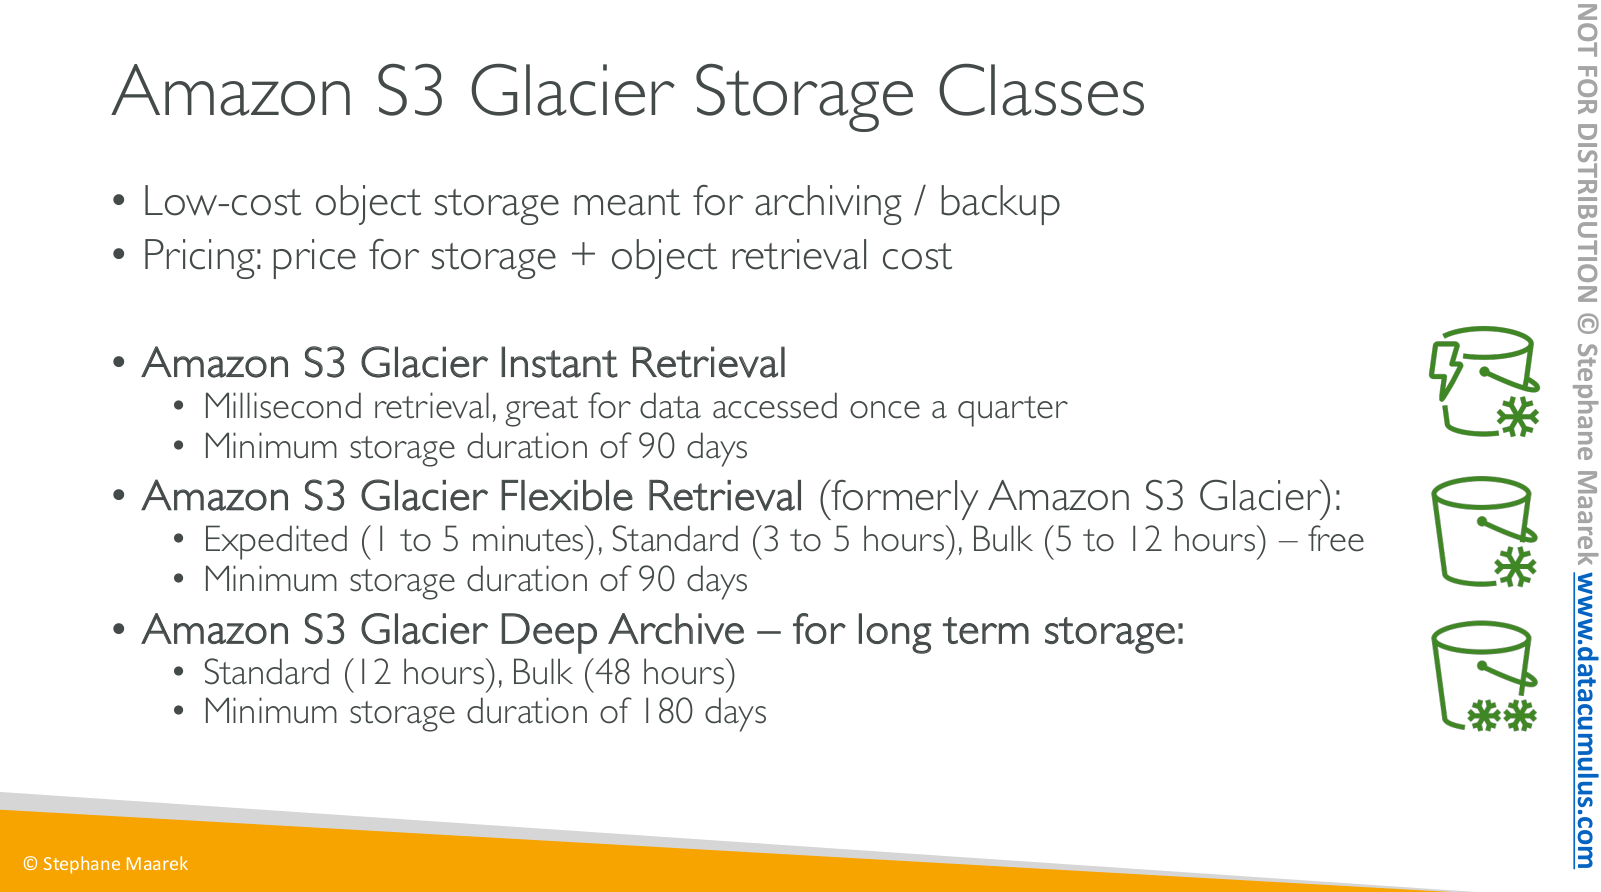 Amazon S3 Glacier Storage Classes
• Low-cost object storage meant for archiving / backup
• Pricing: price for storage + object retrieval cost
• Amazon S3 Glacier Instant Retrieval
• Millisecond retrieval, great for data accessed once a quarter
• Minimum storage duration of 90 days
• Amazon S3 Glacier Flexible Retrieval (formerly Amazon S3 Glacier):
• Expedited (1 to 5 minutes), Standard (3 to 5 hours), Bulk (5 to 12 hours) – free
• Minimum storage duration of 90 days
• Amazon S3 Glacier Deep Archive – for long term storage:
• Standard (12 hours), Bulk (48 hours)
• Minimum storage duration of 180 days
© Stephane Maarek
NOT FOR DISTRIBUTION © Stephane Maarek www.datacumulus.com